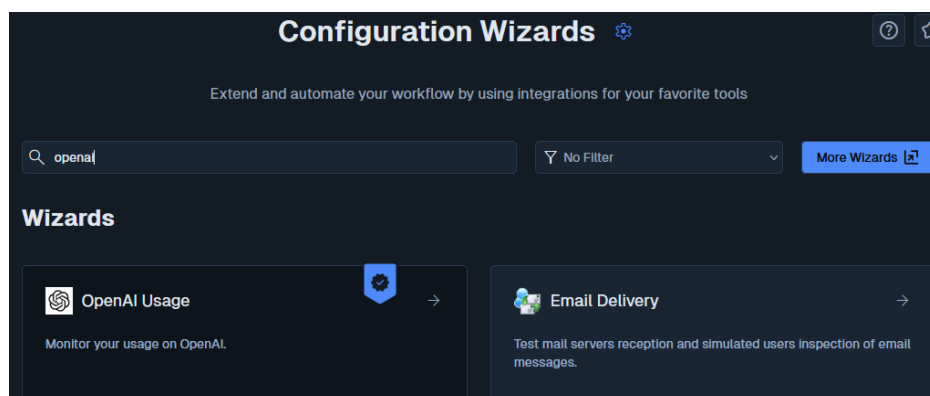 Configuration Wizards
Extend and automate your workflow by using integrations for your favorite tools
openai
No Filter
More Wizards
Wizards
OpenAI Usage
Monitor your usage on OpenAI.
Email Delivery
Test mail servers reception and simulated users inspection of email
messages.